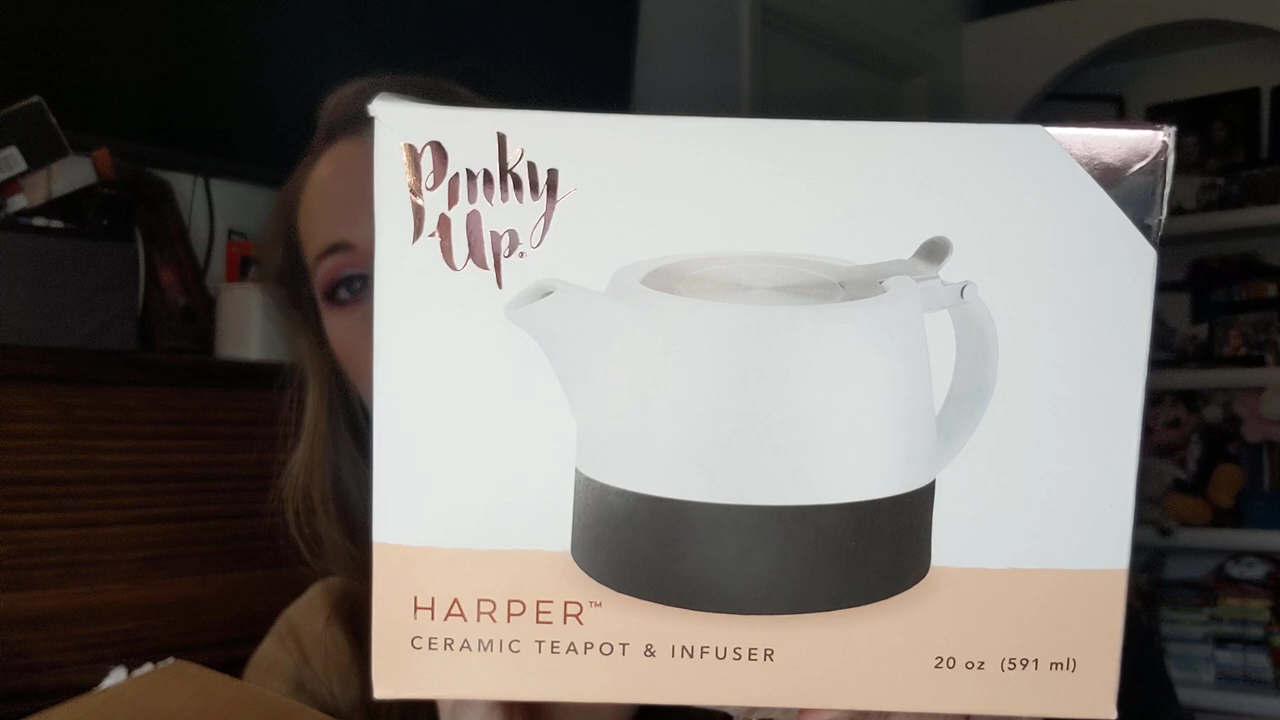 Pinky
Up®
HARPER™
CERAMIC TEAPOT & INFUSER
20 oz (591 ml)